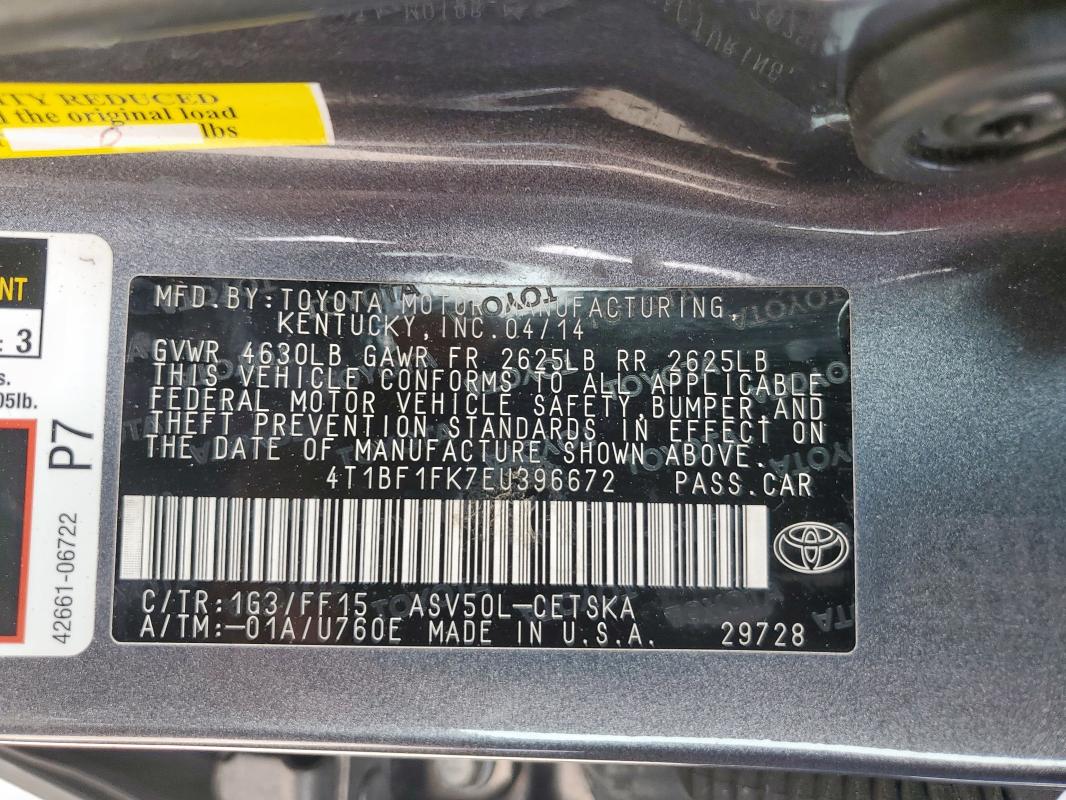 REDUCED
the original load
0 lbs
NT
: 3
s.
05lb.
P7
42661-06722
MFD. BY: TOYOTA MOTOR MANUFACTURING,
KENTUCKY, INC. 04/14
GVWR 4630LB GAWR FR 2625LB RR 2625LB
THIS VEHICLE CONFORMS TO ALL APPLICABLE
FEDERAL MOTOR VEHICLE SAFETY, BUMPER, AND
THEFT PREVENTION STANDARDS IN EFFECT ON
THE DATE OF MANUFACTURE SHOWN ABOVE.
4T1BF1FK7EU396672 PASS. CAR
C/TR: 1G3/FF15 ASV50L-CETSKA
A/TM: -01A/U760E MADE IN U.S.A. 29728